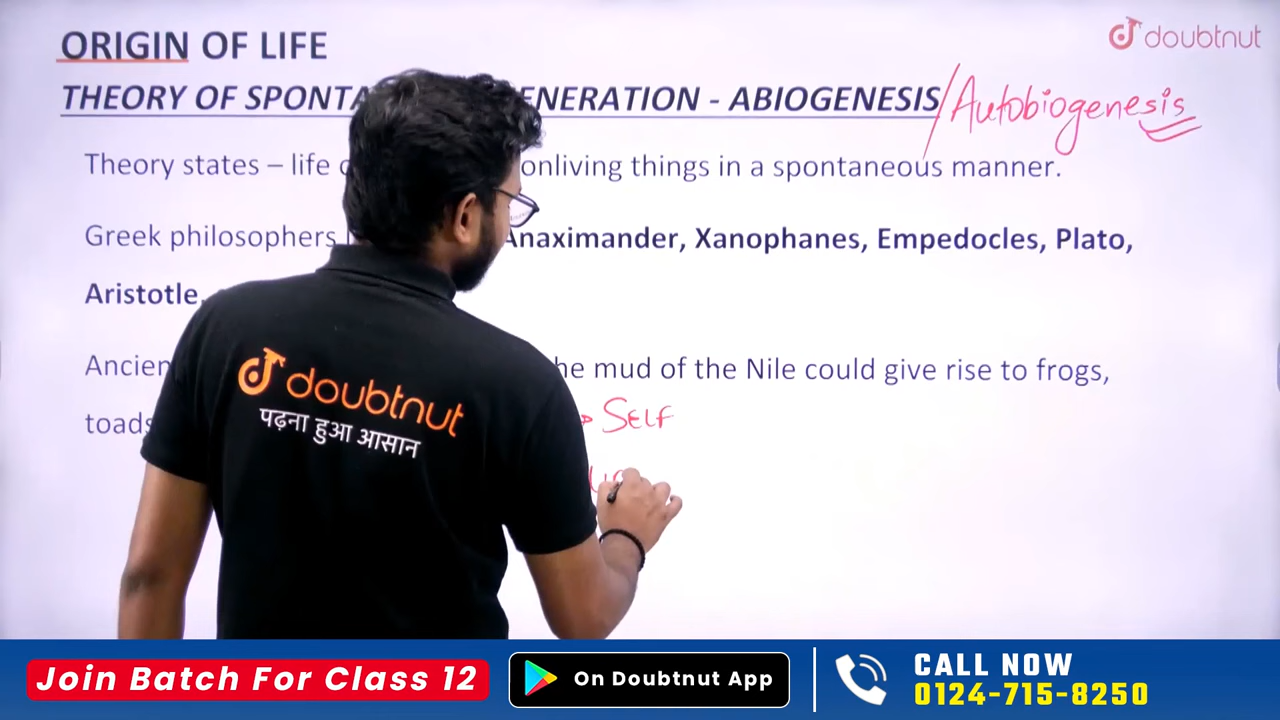 ORIGIN OF LIFE
doubtnut
THEORY OF SPONTA ENERATION - ABIOGENESIS/Autobiogenesis
Theory states – life onliving things in a spontaneous manner.
Greek philosophers Anaximander, Xanophanes, Empedocles, Plato,
Aristotle
Ancien he mud of the Nile could give rise to frogs,
toads
SELF
doubtnut
पढ़ना हुआ आसान
Join Batch For Class 12
On Doubtnut App
CALL NOW
0124-715-8250